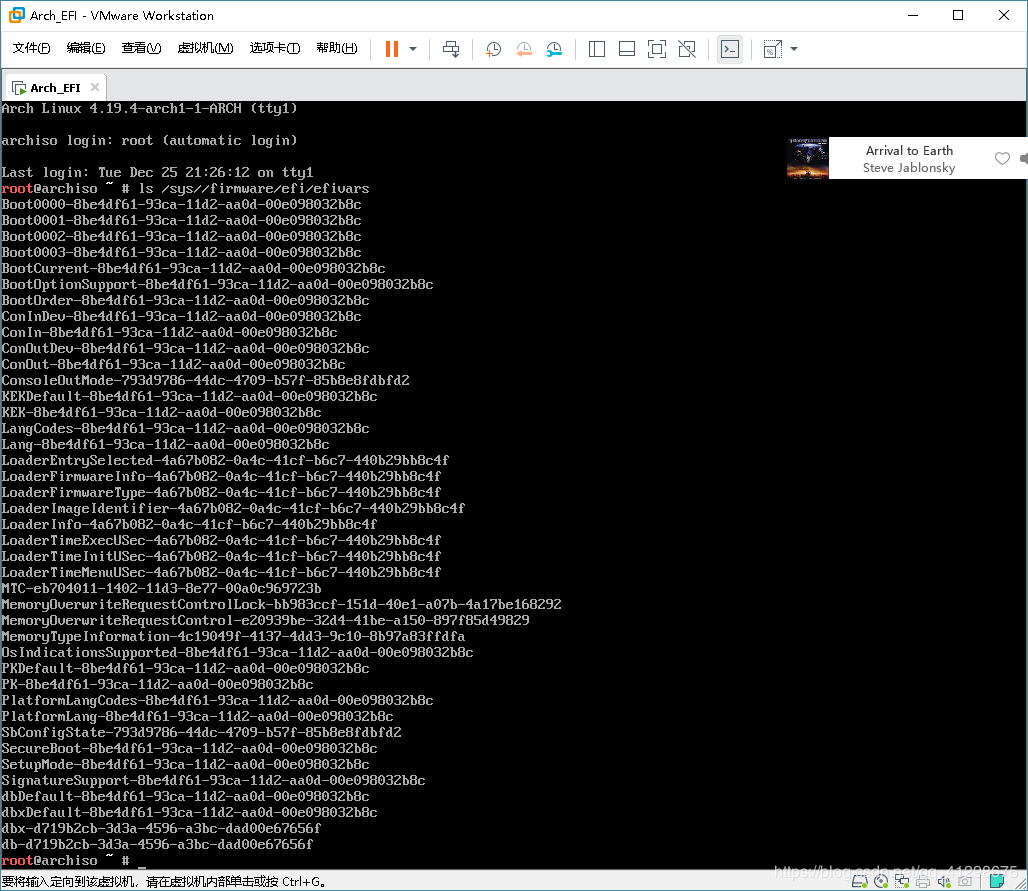 Arch_EFI - VMware Workstation
文件(F) 编辑(E) 查看(V) 虚拟机(M) 选项卡(T) 帮助(H)
Arch_EFI
Arch Linux 4.19.4-arch1-1-ARCH (tty1)
archiso login: root (automatic login)
Arrival to Earth
Steve Jablonsky
Last login: Tue Dec 25 21:26:12 on tty1
root@archiso ~ # ls /sys//firmware/efi/efivars
Boot0000-8be4df61-93ca-11d2-aa0d-00e098032b8c
Boot0001-8be4df61-93ca-11d2-aa0d-00e098032b8c
Boot0002-8be4df61-93ca-11d2-aa0d-00e098032b8c
Boot0003-8be4df61-93ca-11d2-aa0d-00e098032b8c
BootCurrent-8be4df61-93ca-11d2-aa0d-00e098032b8c
BootOptionSupport-8be4df61-93ca-11d2-aa0d-00e098032b8c
BootOrder-8be4df61-93ca-11d2-aa0d-00e098032b8c
ConInDev-8be4df61-93ca-11d2-aa0d-00e098032b8c
ConIn-8be4df61-93ca-11d2-aa0d-00e098032b8c
ConOutDev-8be4df61-93ca-11d2-aa0d-00e098032b8c
ConOut-8be4df61-93ca-11d2-aa0d-00e098032b8c
ConsoleOutMode-793d9786-44dc-4709-b57f-85b8e8fdbfd2
KEKDefault-8be4df61-93ca-11d2-aa0d-00e098032b8c
KEK-8be4df61-93ca-11d2-aa0d-00e098032b8c
LangCodes-8be4df61-93ca-11d2-aa0d-00e098032b8c
Lang-8be4df61-93ca-11d2-aa0d-00e098032b8c
LoaderEntrySelected-4a67b082-0a4c-41cf-b6c7-440b29bb8c4f
LoaderFirmwareInfo-4a67b082-0a4c-41cf-b6c7-440b29bb8c4f
LoaderFirmwareType-4a67b082-0a4c-41cf-b6c7-440b29bb8c4f
LoaderImageIdentifier-4a67b082-0a4c-41cf-b6c7-440b29bb8c4f
LoaderInfo-4a67b082-0a4c-41cf-b6c7-440b29bb8c4f
LoaderTimeExecUSec-4a67b082-0a4c-41cf-b6c7-440b29bb8c4f
LoaderTimeInitUSec-4a67b082-0a4c-41cf-b6c7-440b29bb8c4f
LoaderTimeMenuUSec-4a67b082-0a4c-41cf-b6c7-440b29bb8c4f
MTC-eb704011-1402-11d3-8e77-00a0c969723b
MemoryOverwriteRequestControlLock-bb983ccf-151d-40e1-a07b-4a17be168292
MemoryOverwriteRequestControl-e20939be-32d4-41be-a150-897f85d49829
MemoryTypeInformation-4c19049f-4137-4dd3-9c10-8b97a83ffdfa
OsIndicationsSupported-8be4df61-93ca-11d2-aa0d-00e098032b8c
PKDefault-8be4df61-93ca-11d2-aa0d-00e098032b8c
PK-8be4df61-93ca-11d2-aa0d-00e098032b8c
PlatformLangCodes-8be4df61-93ca-11d2-aa0d-00e098032b8c
PlatformLang-8be4df61-93ca-11d2-aa0d-00e098032b8c
SbConfigState-793d9786-44dc-4709-b57f-85b8e8fdbfd2
SecureBoot-8be4df61-93ca-11d2-aa0d-00e098032b8c
SetupMode-8be4df61-93ca-11d2-aa0d-00e098032b8c
SignatureSupport-8be4df61-93ca-11d2-aa0d-00e098032b8c
dbDefault-8be4df61-93ca-11d2-aa0d-00e098032b8c
dbxDefault-8be4df61-93ca-11d2-aa0d-00e098032b8c
dbx-d719b2cb-3d3a-4596-a3bc-dad00e67656f
db-d719b2cb-3d3a-4596-a3bc-dad00e67656f
root@archiso ~ # _
要将输入定向到该虚拟机，请在虚拟机内部单击或按 Ctrl+G。